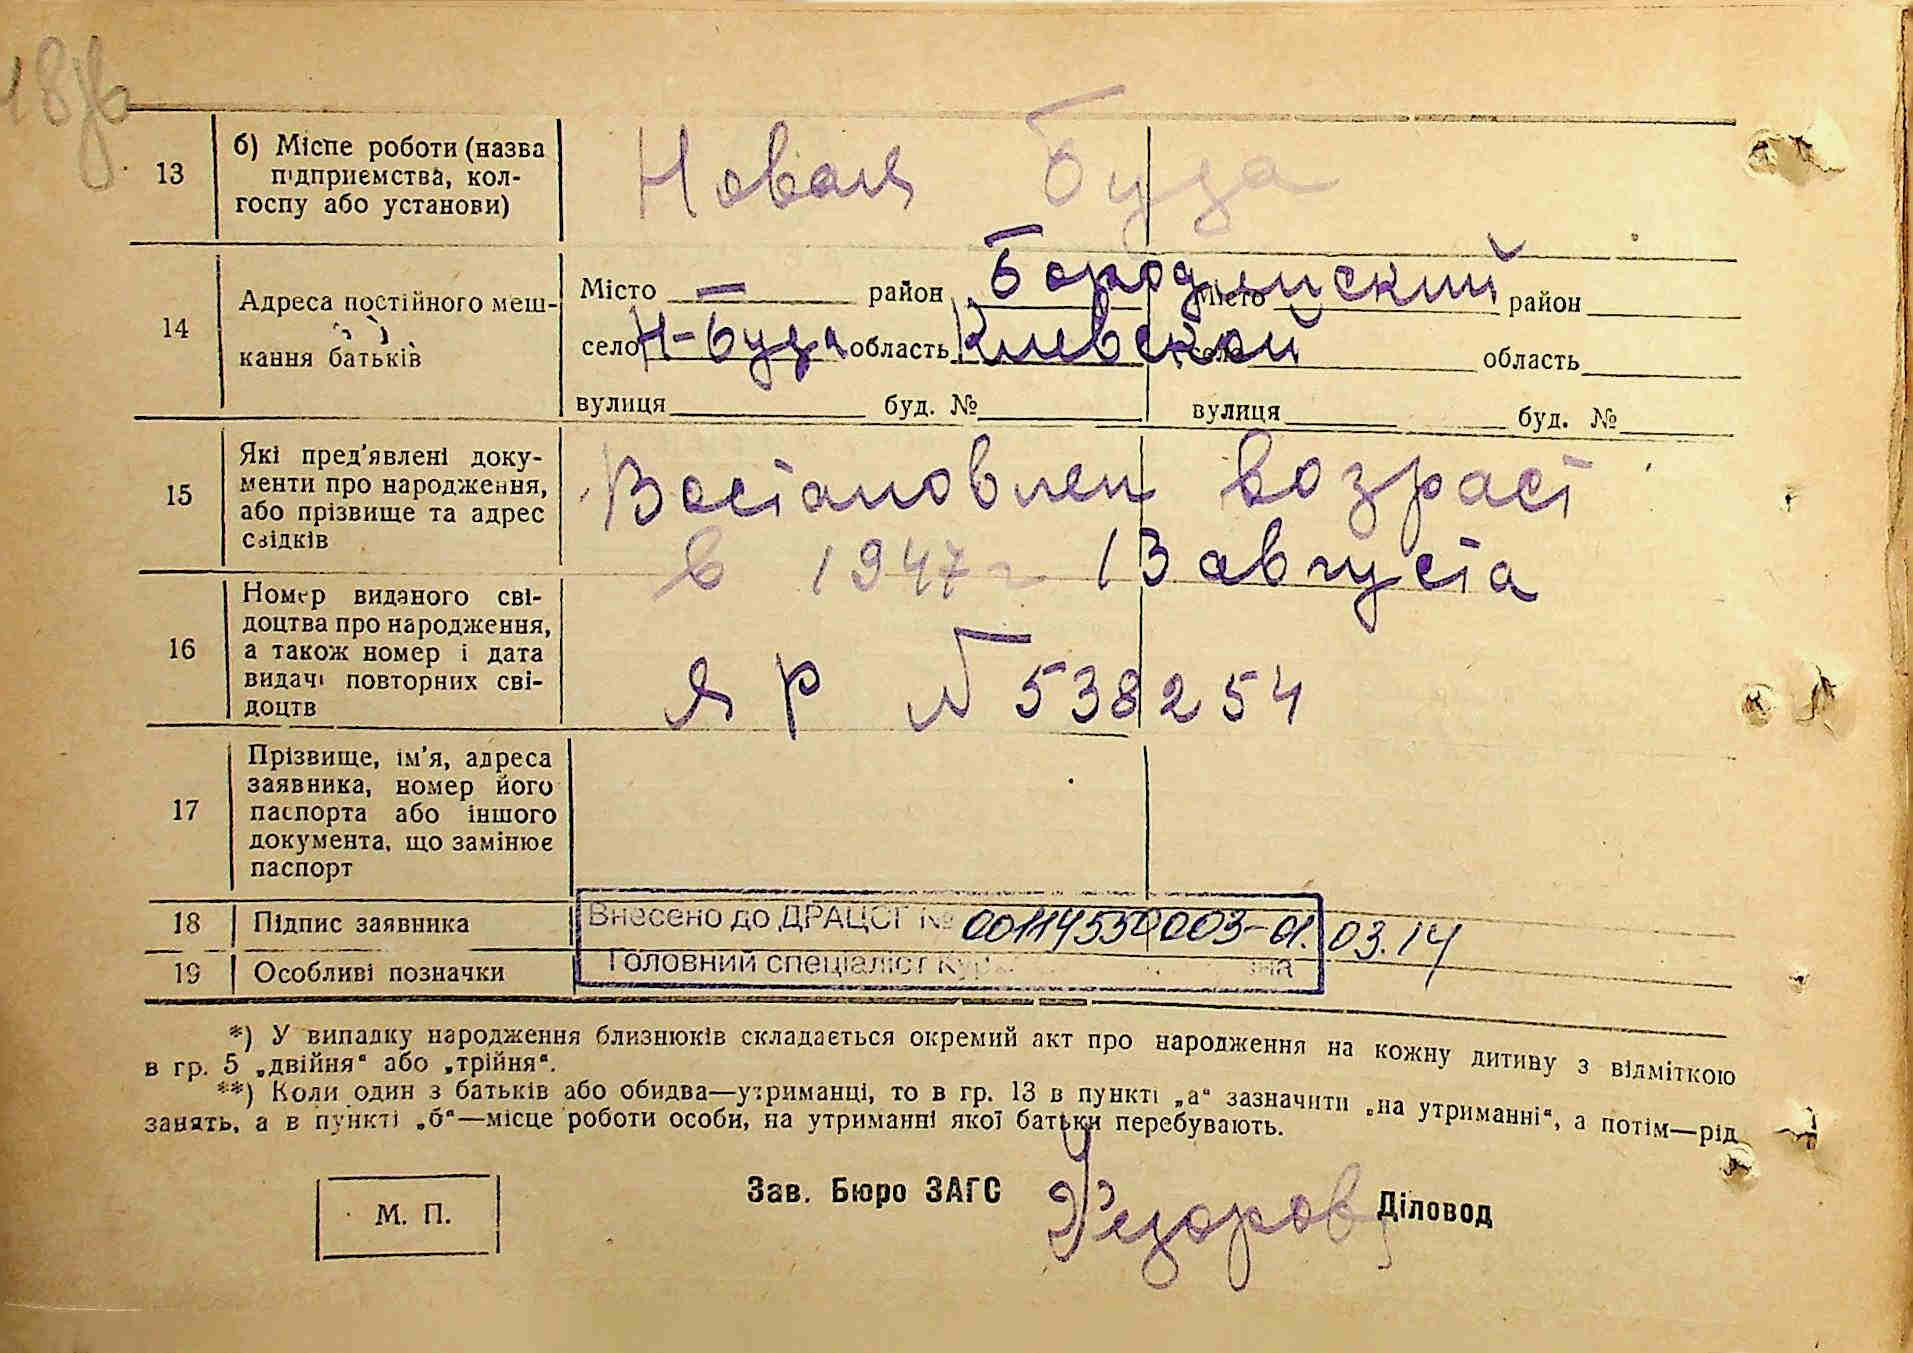 18зв
13
б) Місце роботи (назва
підприємства, кол-
госпу або установи)
Новая Буда
14
Адреса постійного меш-
кання батьків
Місто — район Бородянский Місто район
село Н-Буда область Киевской село область
вулиця буд. № вулиця буд. №
15
Які пред'явлені доку-
менти про народження,
або прізвище та адрес
свідків
Востановлен возраст
в 1947 г 13 августа
16
Номер виданого сві-
доцтва про народження,
а також номер і дата
видачі повторних сві-
доцтв
ЯР № 538254
17
Прізвище, ім'я, адреса
заявника, номер його
паспорта або іншого
документа, що замінює
паспорт
18 Підпис заявника
Внесено до ДРАЦСГ № 00114550003-01.03.14
19 Особливі позначки
Головний спеціаліст
*) У випадку народження близнюків складається окремий акт про народження на кожну дитину з відміткою
в гр. 5 „двійня“ або „трійня“.
**) Коли один з батьків або обидва—утриманці, то в гр. 13 в пункті „а“ зазначити „на утриманні“, а потім—рід
занять, а в пункті „б“—місце роботи особи, на утриманні якої батьки перебувають.
М. П.
Зав. Бюро ЗАГС Федоров Діловод